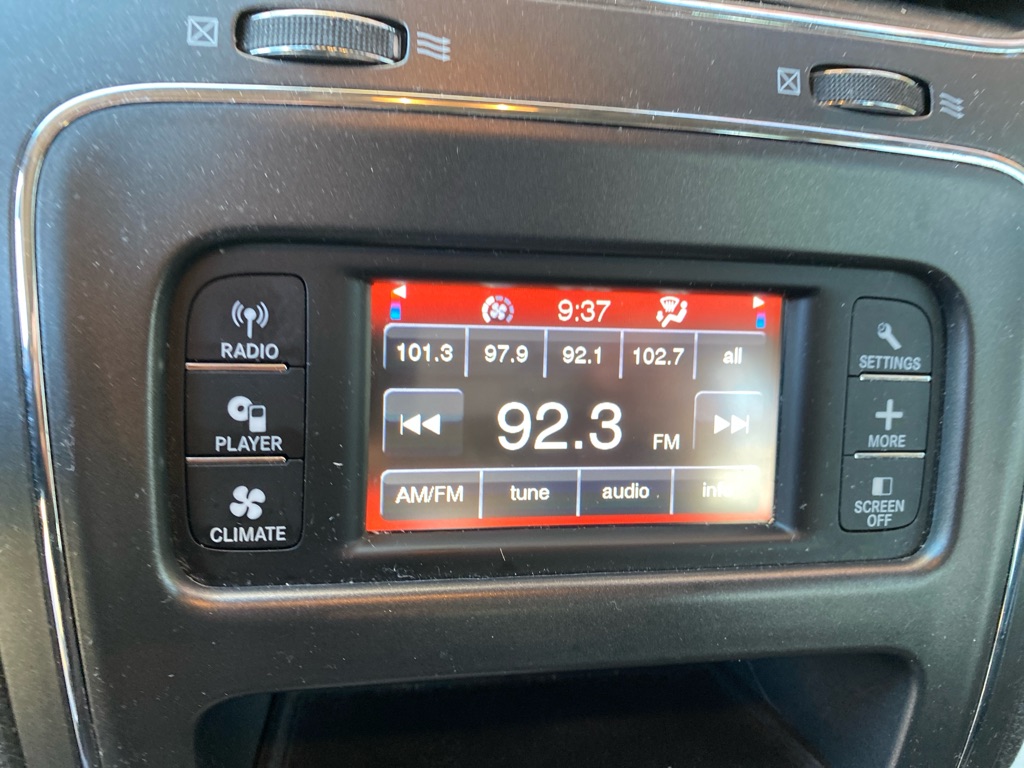 9:37
101.3 97.9 92.1 102.7 all
RADIO
92.3 FM
PLAYER
AM/FM tune audio info
CLIMATE
SETTINGS
MORE
SCREEN
OFF